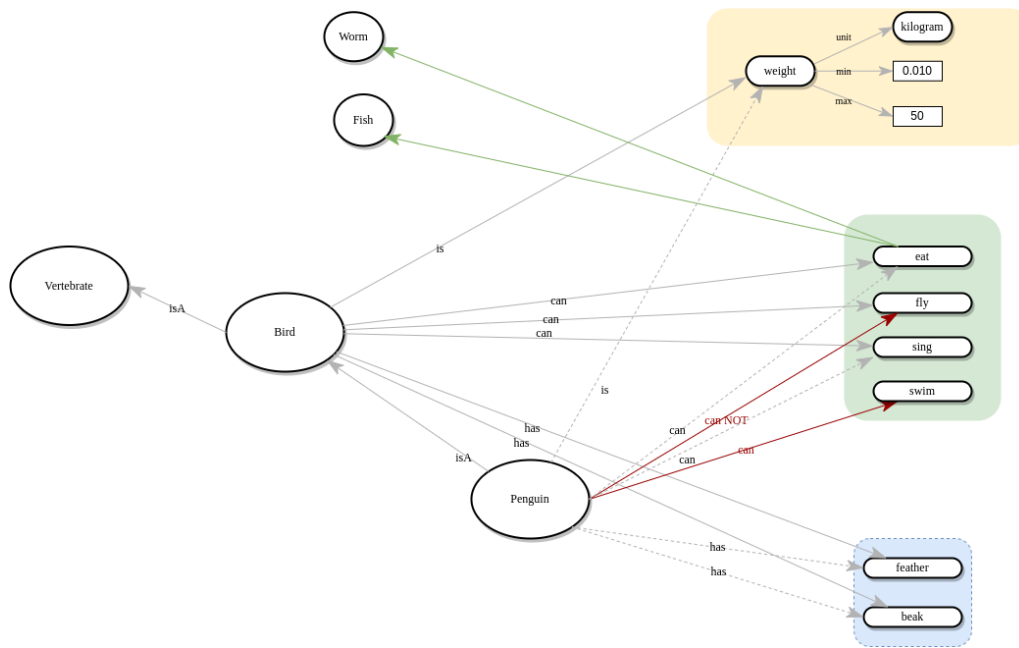 Worm
kilogram
unit
weight
min
0.010
max
50
Fish
is
eat
Vertebrate
can
fly
isA
can
Bird
can
sing
is
swim
can NOT
has
can
has
can
isA
can
Penguin
has
feather
has
beak